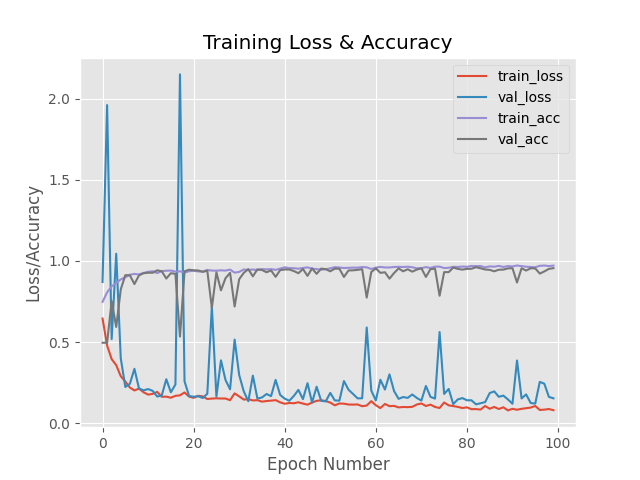 Training Loss & Accuracy
train_loss
val_loss
train_acc
val_acc
Loss/Accuracy
2.0
1.5
1.0
0.5
0.0
0 20 40 60 80 100
Epoch Number